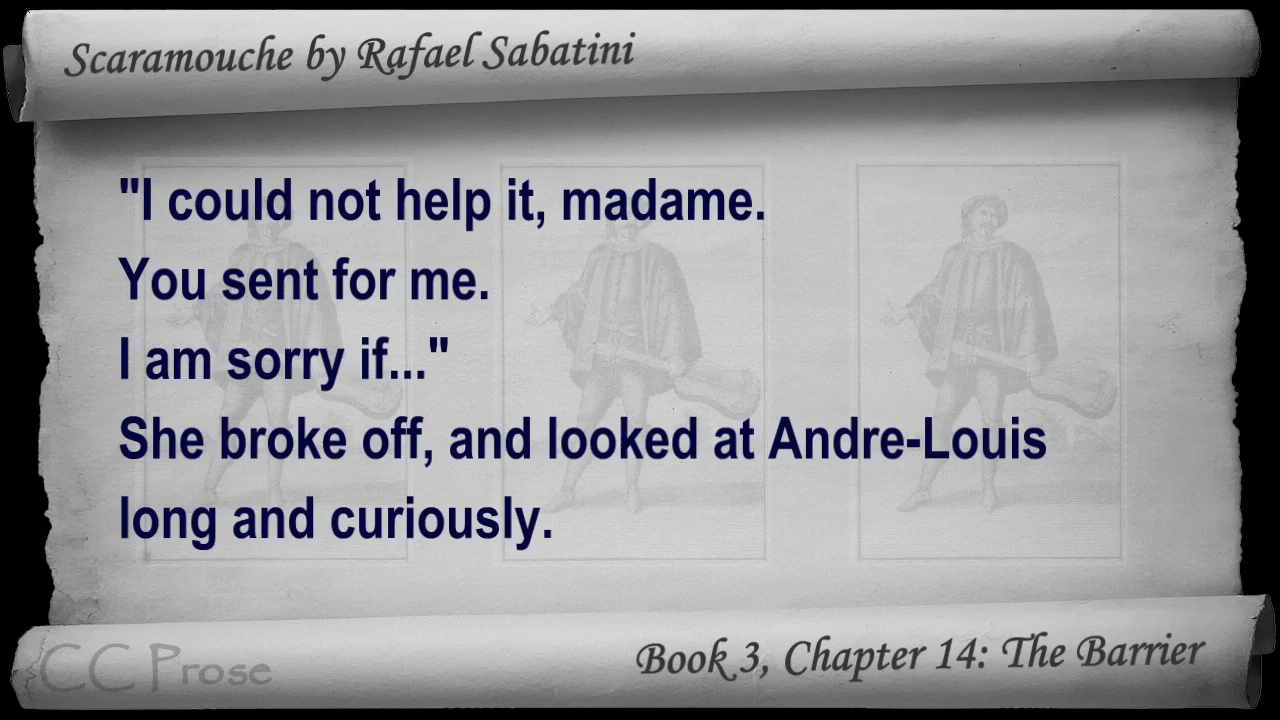 Scaramouche by Rafael Sabatini
"I could not help it, madame.
You sent for me.
I am sorry if..."
She broke off, and looked at Andre-Louis
long and curiously.
CC Prose
Book 3, Chapter 14: The Barrier